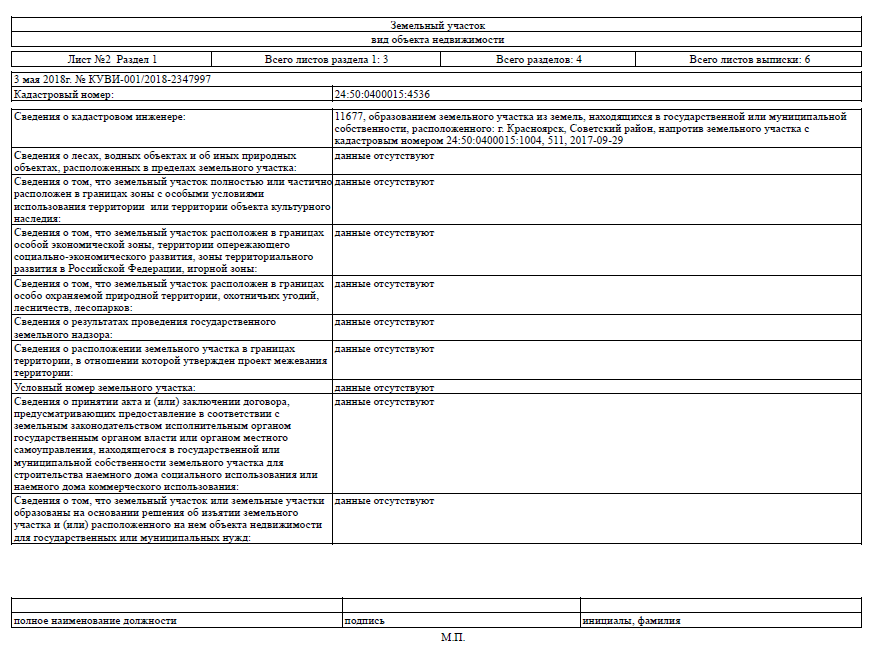 Земельный участок
вид объекта недвижимости
Лист №2 Раздел 1 Всего листов раздела 1: 3 Всего разделов: 4 Всего листов выписки: 6
3 мая 2018г. № КУВИ-001/2018-2347997
Кадастровый номер: 24:50:0400015:4536
Сведения о кадастровом инженере: 11677, образованием земельного участка из земель, находящихся в государственной или муниципальной
собственности, расположенного: г. Красноярск, Советский район, напротив земельного участка с
кадастровым номером 24:50:0400015:1004, 511, 2017-09-29
Сведения о лесах, водных объектах и об иных природных данные отсутствуют
объектах, расположенных в пределах земельного участка:
Сведения о том, что земельный участок полностью или частично данные отсутствуют
расположен в границах зоны с особыми условиями
использования территории или территории объекта культурного
наследия:
Сведения о том, что земельный участок расположен в границах данные отсутствуют
особой экономической зоны, территории опережающего
социально-экономического развития, зоны территориального
развития в Российской Федерации, игорной зоны:
Сведения о том, что земельный участок расположен в границах данные отсутствуют
особо охраняемой природной территории, охотничьих угодий,
лесничеств, лесопарков:
Сведения о результатах проведения государственного данные отсутствуют
земельного надзора:
Сведения о расположении земельного участка в границах данные отсутствуют
территории, в отношении которой утвержден проект межевания
территории:
Условный номер земельного участка: данные отсутствуют
Сведения о принятии акта и (или) заключении договора, данные отсутствуют
предусматривающих предоставление в соответствии с
земельным законодательством исполнительным органом
государственным органом власти или органом местного
самоуправления, находящегося в государственной или
муниципальной собственности земельного участка для
строительства наемного дома социального использования или
наемного дома коммерческого использования:
Сведения о том, что земельный участок или земельные участки данные отсутствуют
образованы на основании решения об изъятии земельного
участка и (или) расположенного на нем объекта недвижимости
для государственных или муниципальных нужд:
полное наименование должности подпись инициалы, фамилия
М.П.